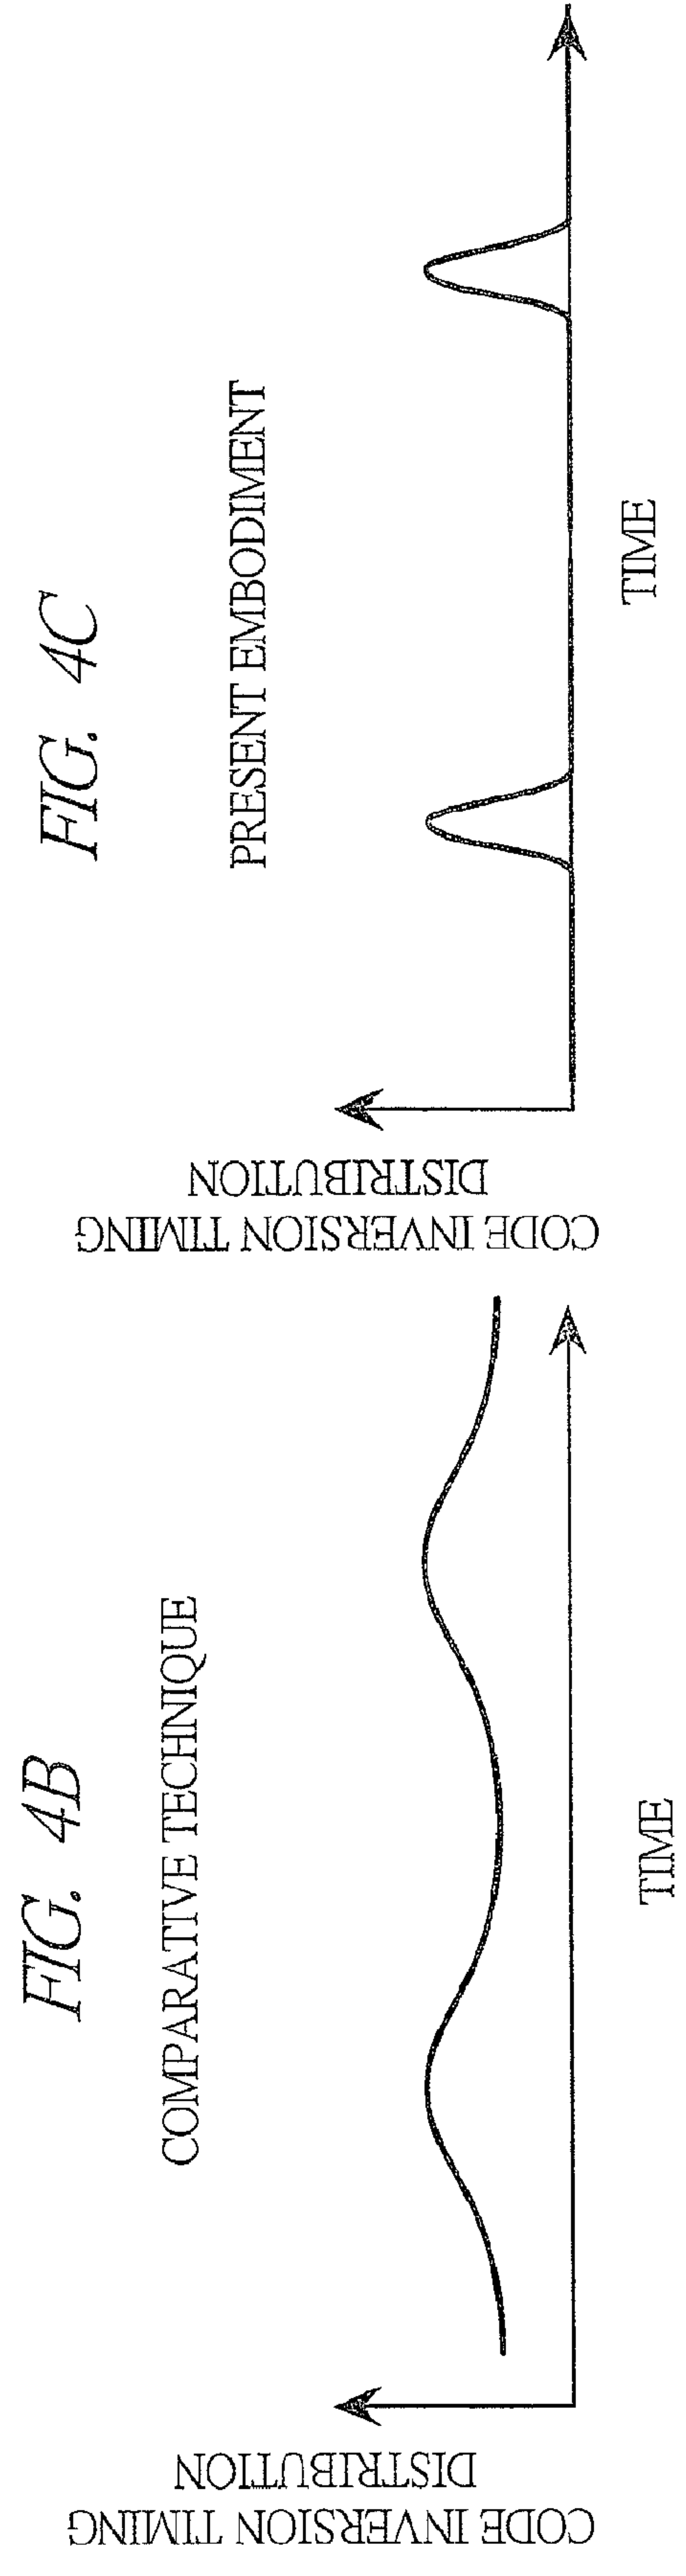 FIG. 4B
COMPARATIVE TECHNIQUE
CODE INVERSION TIMING
DISTRIBUTION
TIME
FIG. 4C
PRESENT EMBODIMENT
CODE INVERSION TIMING
DISTRIBUTION
TIME